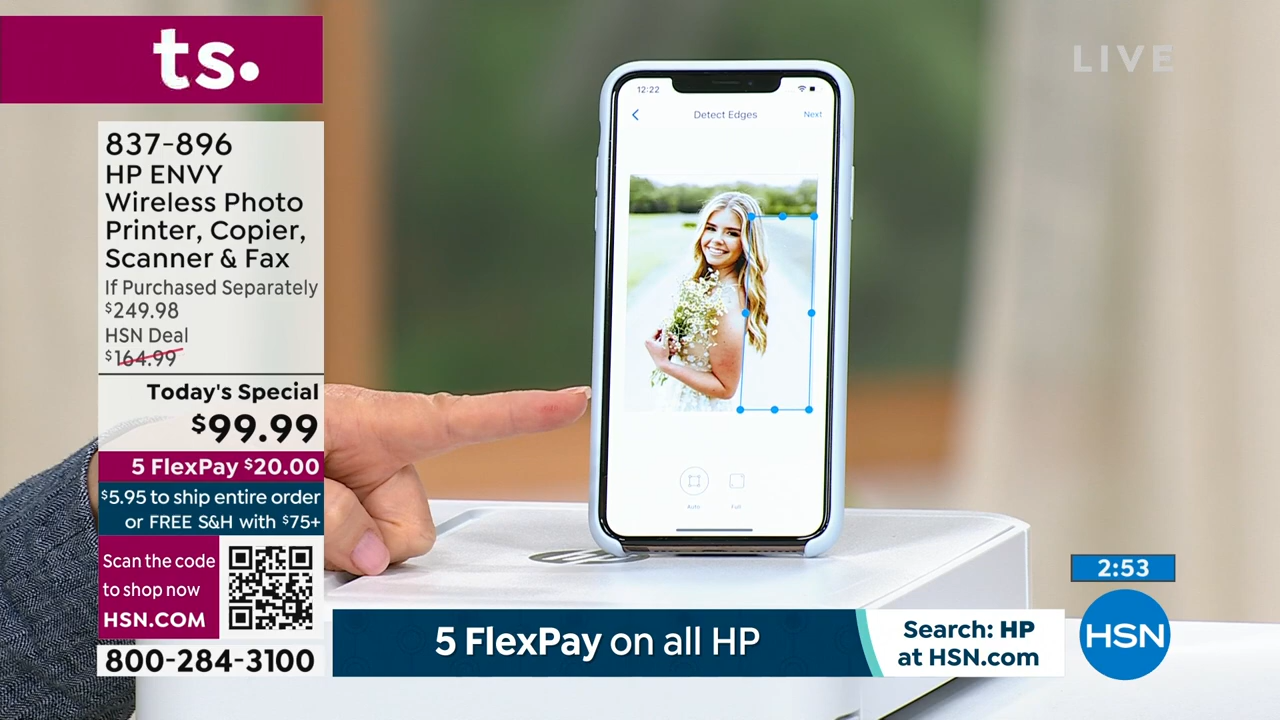 ts.
837-896
HP ENVY
Wireless Photo
Printer, Copier,
Scanner & Fax
If Purchased Separately
$249.98
HSN Deal
$164.99
Today's Special
$99.99
5 FlexPay $20.00
$5.95 to ship entire order
or FREE S&H with $75+
Scan the code
to shop now
HSN.COM
800-284-3100
12:22
Detect Edges
Next
Auto
Full
LIVE
2:53
HSN
5 FlexPay on all HP
Search: HP
at HSN.com